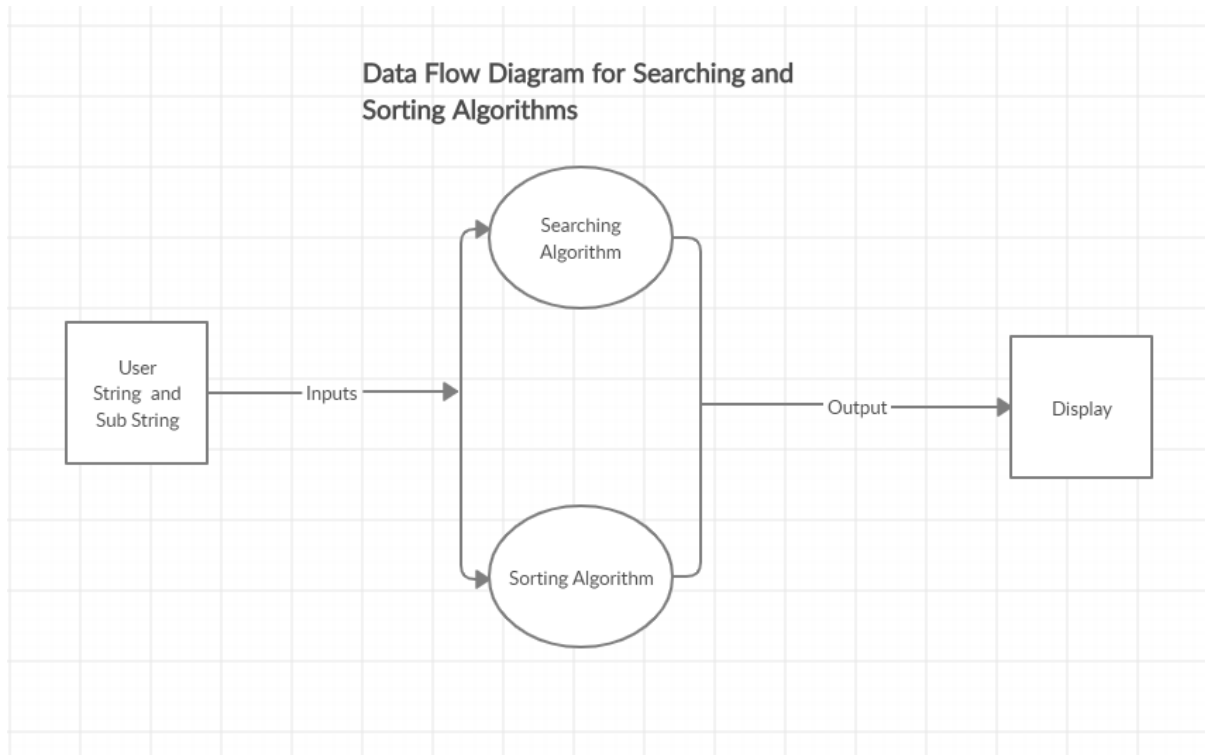 Data Flow Diagram for Searching and
Sorting Algorithms
Searching
Algorithm
User
String and
Sub String
Inputs
Output
Display
Sorting Algorithm